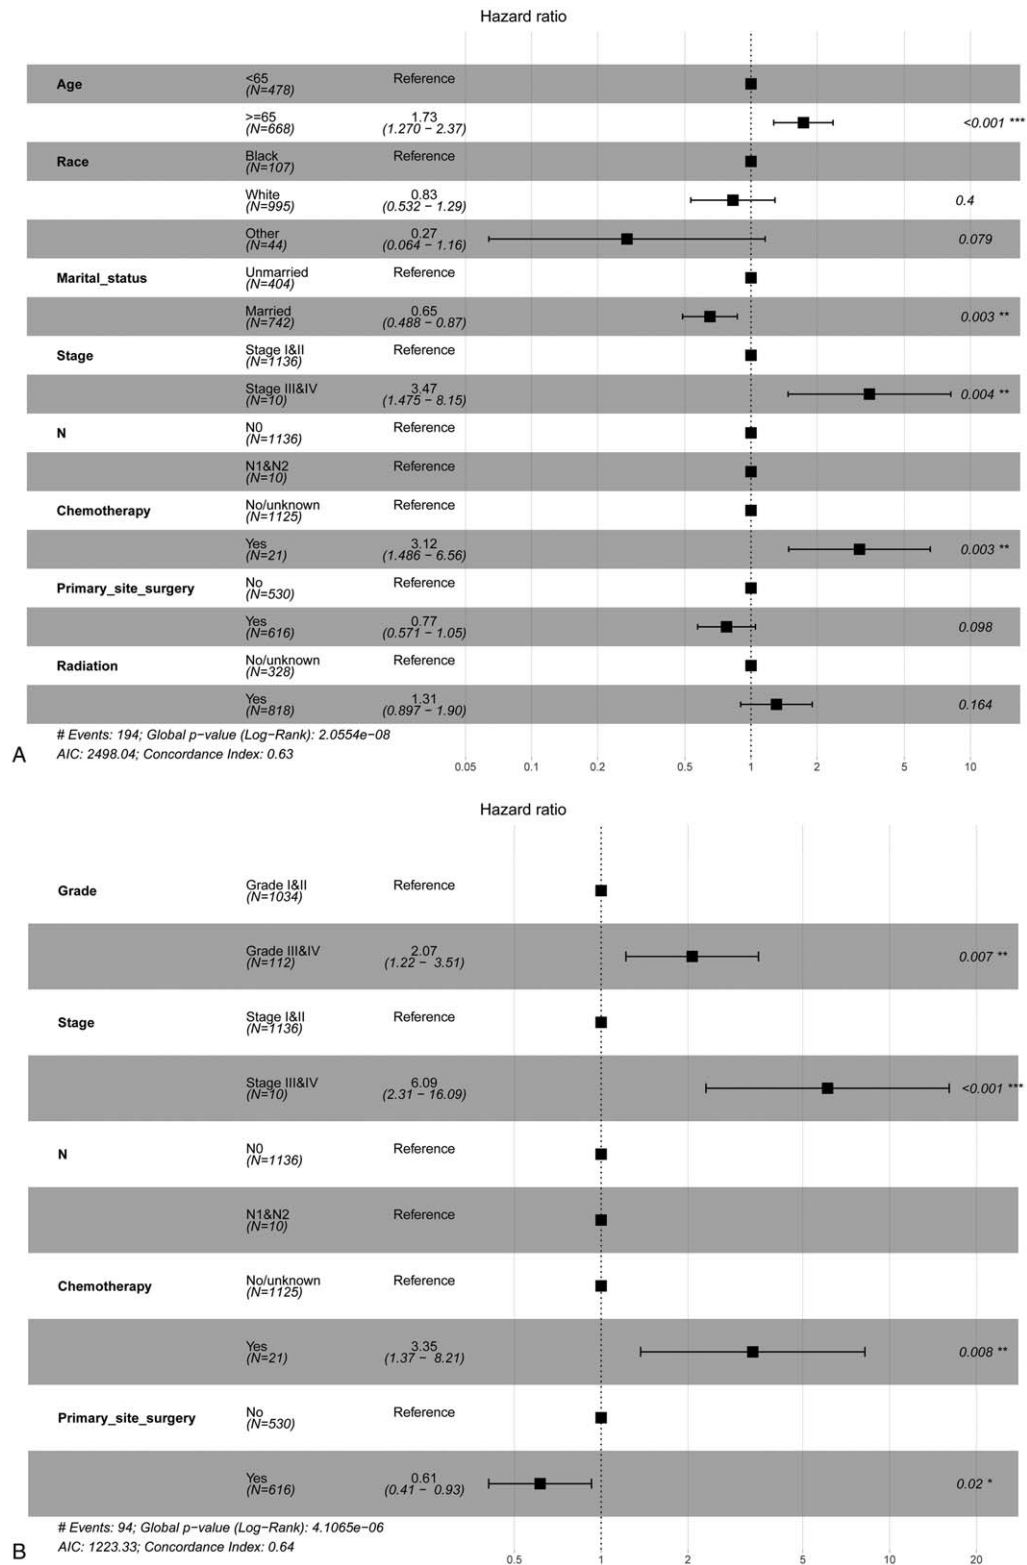 Hazard ratio
Age <65 Reference
(N=478)
>=65 1.73 <0.001 ***
(N=668) (1.270 − 2.37)
Race Black Reference
(N=107)
White 0.83 0.4
(N=995) (0.532 − 1.29)
Other 0.27 0.079
(N=44) (0.064 − 1.16)
Marital_status Unmarried Reference
(N=404)
Married 0.65 0.003 **
(N=742) (0.488 − 0.87)
Stage Stage I&II Reference
(N=1136)
Stage III&IV 3.47 0.004 **
(N=10) (1.475 − 8.15)
N N0 Reference
(N=1136)
N1&N2 Reference
(N=10)
Chemotherapy No/unknown Reference
(N=1125)
Yes 3.12 0.003 **
(N=21) (1.486 − 6.56)
Primary_site_surgery No Reference
(N=530)
Yes 0.77 0.098
(N=616) (0.571 − 1.05)
Radiation No/unknown Reference
(N=328)
Yes 1.31 0.164
(N=818) (0.897 − 1.90)
# Events: 194; Global p−value (Log−Rank): 2.0554e−08
AIC: 2498.04; Concordance Index: 0.63
A
0.05 0.1 0.2 0.5 1 2 5 10
Hazard ratio
Grade Grade I&II Reference
(N=1034)
Grade III&IV 2.07 0.007 **
(N=112) (1.22 − 3.51)
Stage Stage I&II Reference
(N=1136)
Stage III&IV 6.09 <0.001 ***
(N=10) (2.31 − 16.09)
N N0 Reference
(N=1136)
N1&N2 Reference
(N=10)
Chemotherapy No/unknown Reference
(N=1125)
Yes 3.35 0.008 **
(N=21) (1.37 − 8.21)
Primary_site_surgery No Reference
(N=530)
Yes 0.61 0.02 *
(N=616) (0.41 − 0.93)
# Events: 94; Global p−value (Log−Rank): 4.1065e−06
AIC: 1223.33; Concordance Index: 0.64
B
0.5 1 2 5 10 20